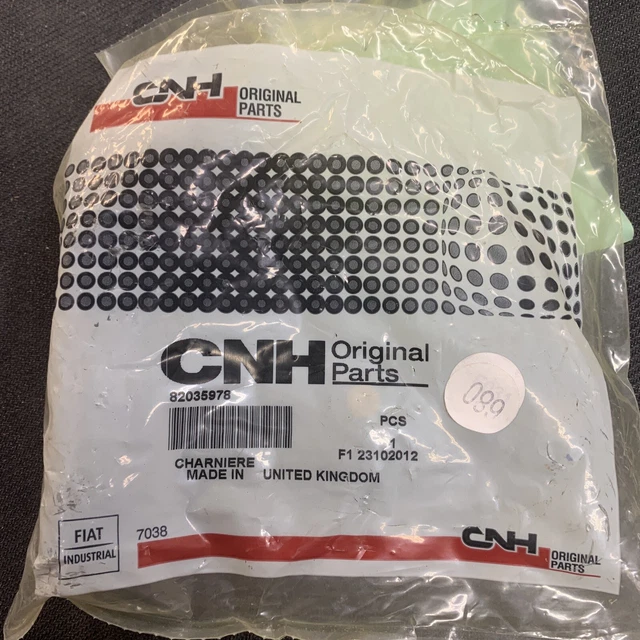 CNH ORIGINAL
PARTS
CNH Original
Parts
82035978
PCS
1
F1 23102012
CHARNIERE
MADE IN UNITED KINGDOM
089
FIAT
INDUSTRIAL
7038
CNH ORIGINAL
PARTS